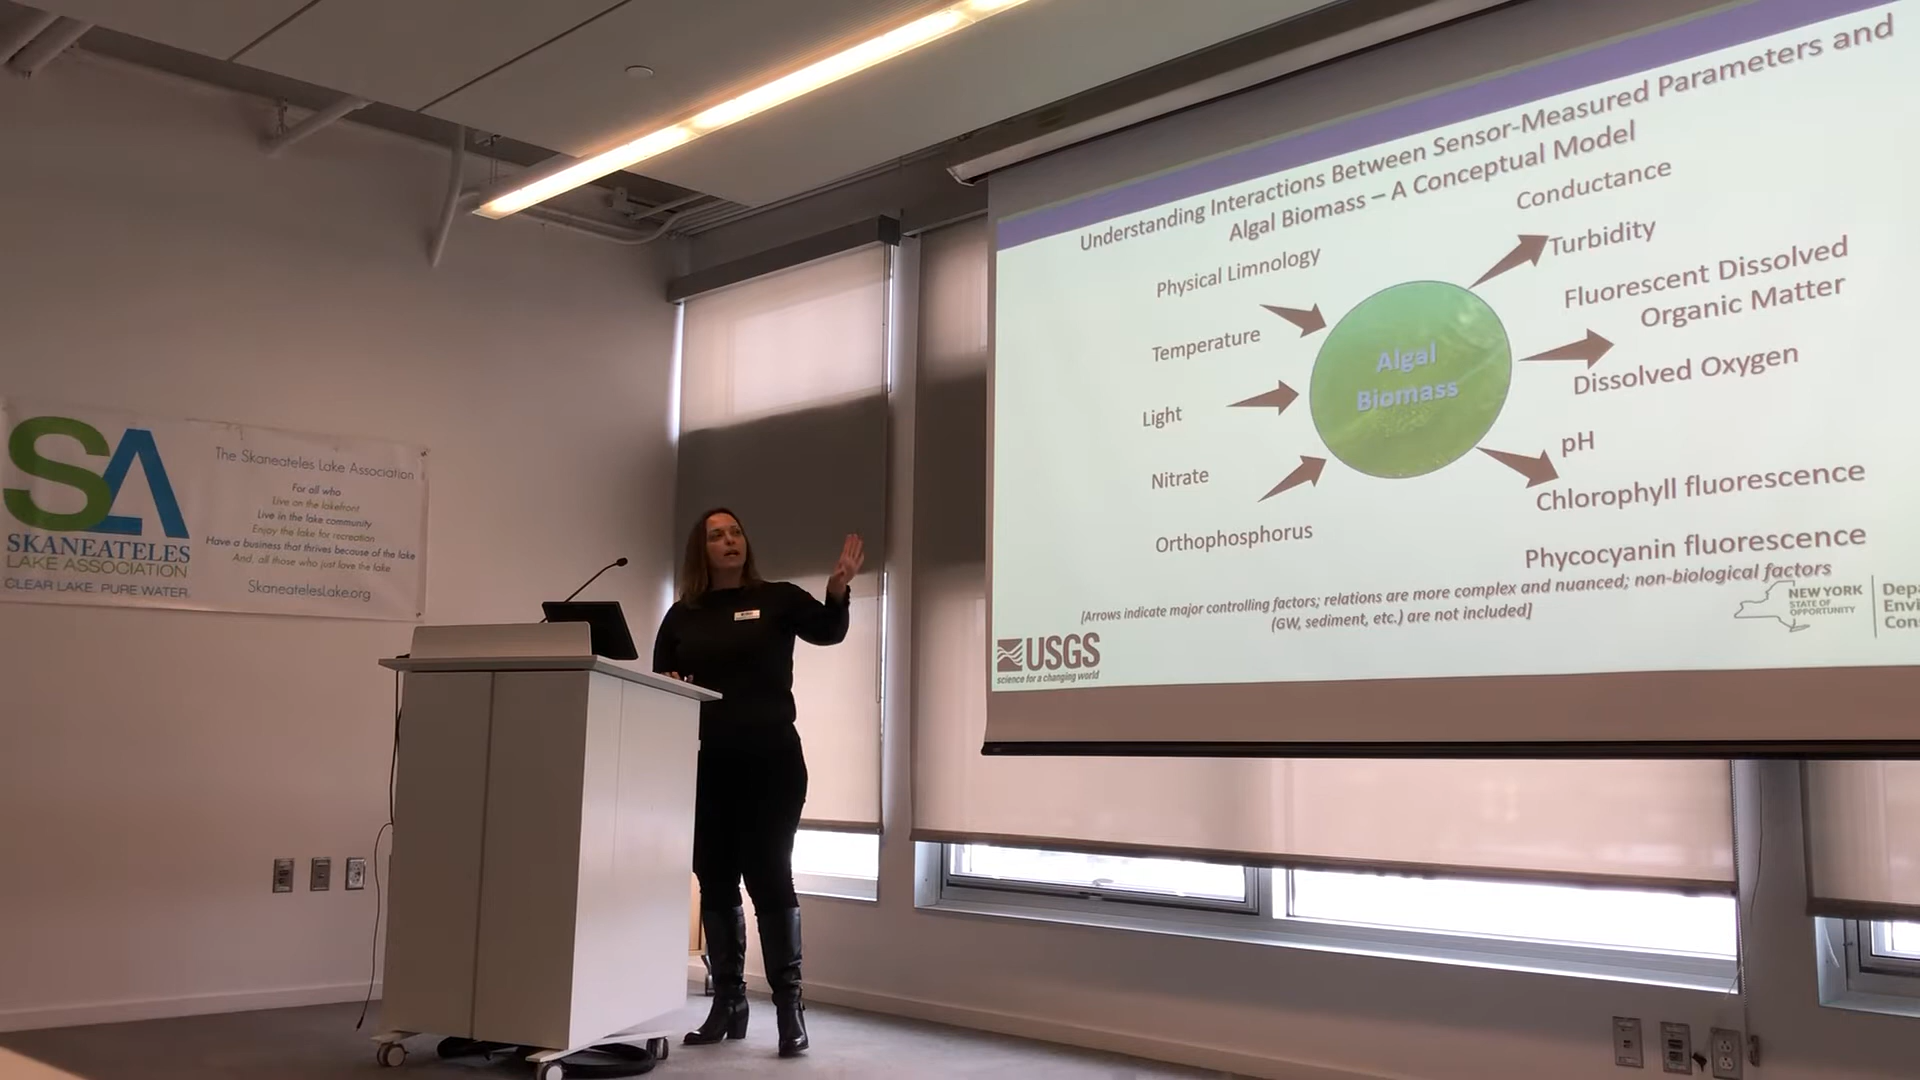 SA
SKANEATELES
LAKE ASSOCIATION
CLEAR LAKE. PURE WATER.
The Skaneateles Lake Association
For all who
Live on the lakefront
Live in the lake community
Enjoy the lake for recreation
Have a business that thrives because of the lake
And, all those who just love the lake
SkaneatelesLake.org
Understanding Interactions Between Sensor-Measured Parameters and
Algal Biomass – A Conceptual Model
Physical Limnology
Temperature
Light
Nitrate
Orthophosphorus
Algal
Biomass
Conductance
Turbidity
Fluorescent Dissolved
Organic Matter
Dissolved Oxygen
pH
Chlorophyll fluorescence
Phycocyanin fluorescence
[Arrows indicate major controlling factors; relations are more complex and nuanced; non-biological factors
(GW, sediment, etc.) are not included]
USGS
science for a changing world
NEW YORK
STATE OF
OPPORTUNITY
Depa
Envi
Cons